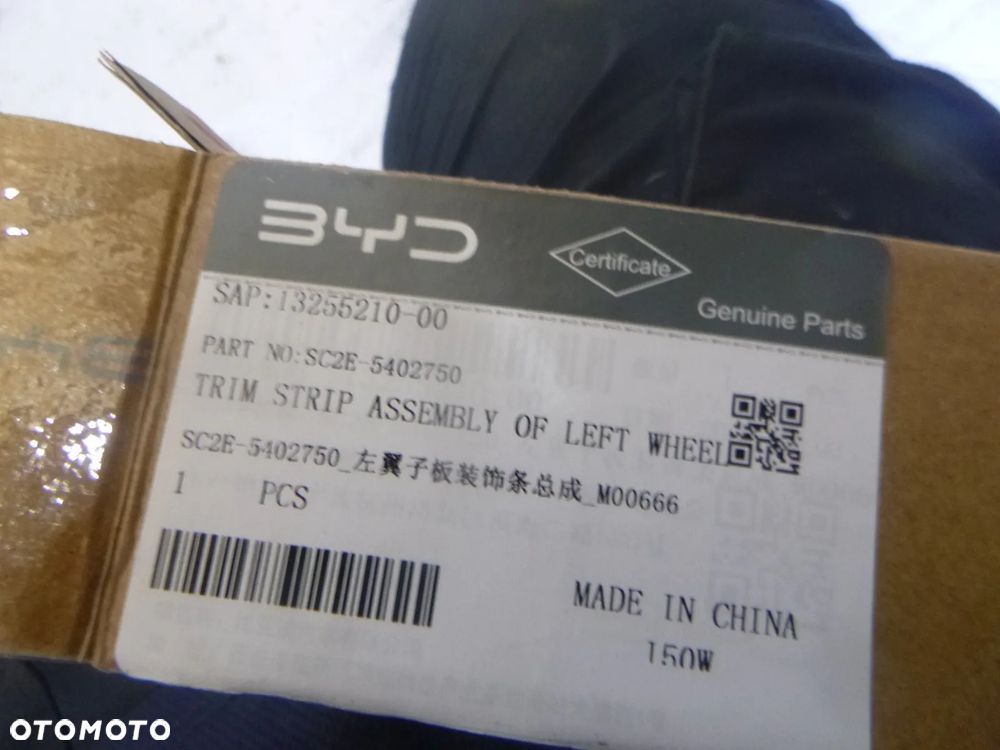 BYD
Certificate
Genuine Parts
SAP:13255210-00
PART NO:SC2E-5402750
TRIM STRIP ASSEMBLY OF LEFT WHEEL
SC2E-5402750_左翼子板装饰条总成_M00666
1 PCS
MADE IN CHINA
150W
OTOMOTO